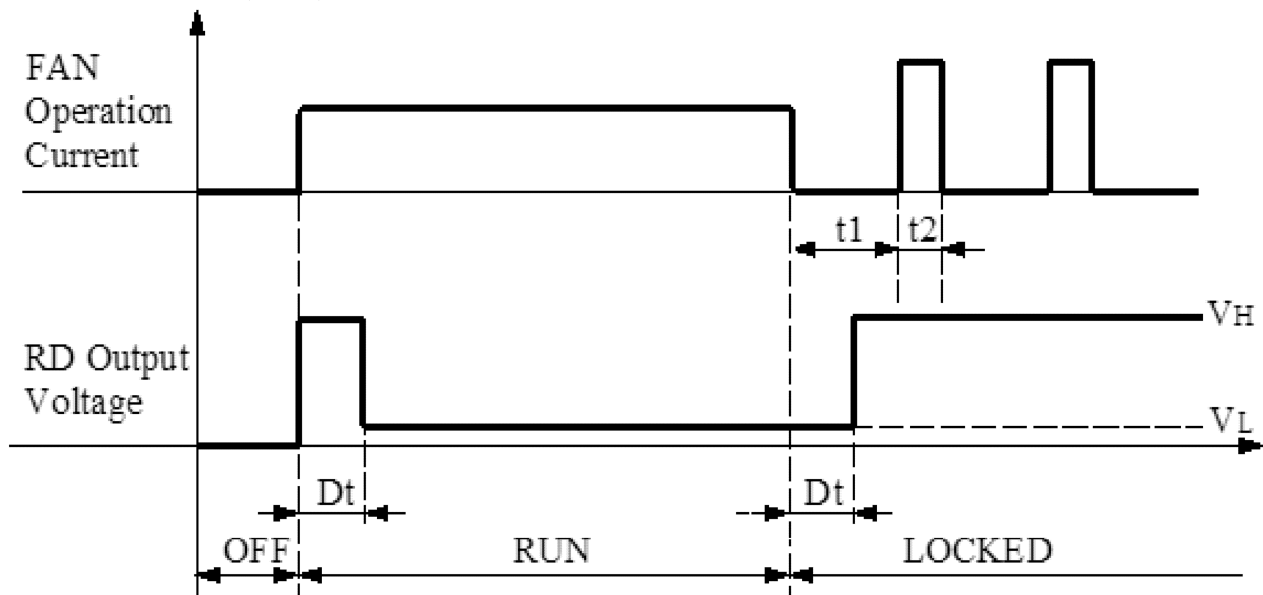 FAN
Operation
Current
t1 t2
VH
RD Output
Voltage
VL
Dt Dt
OFF RUN LOCKED